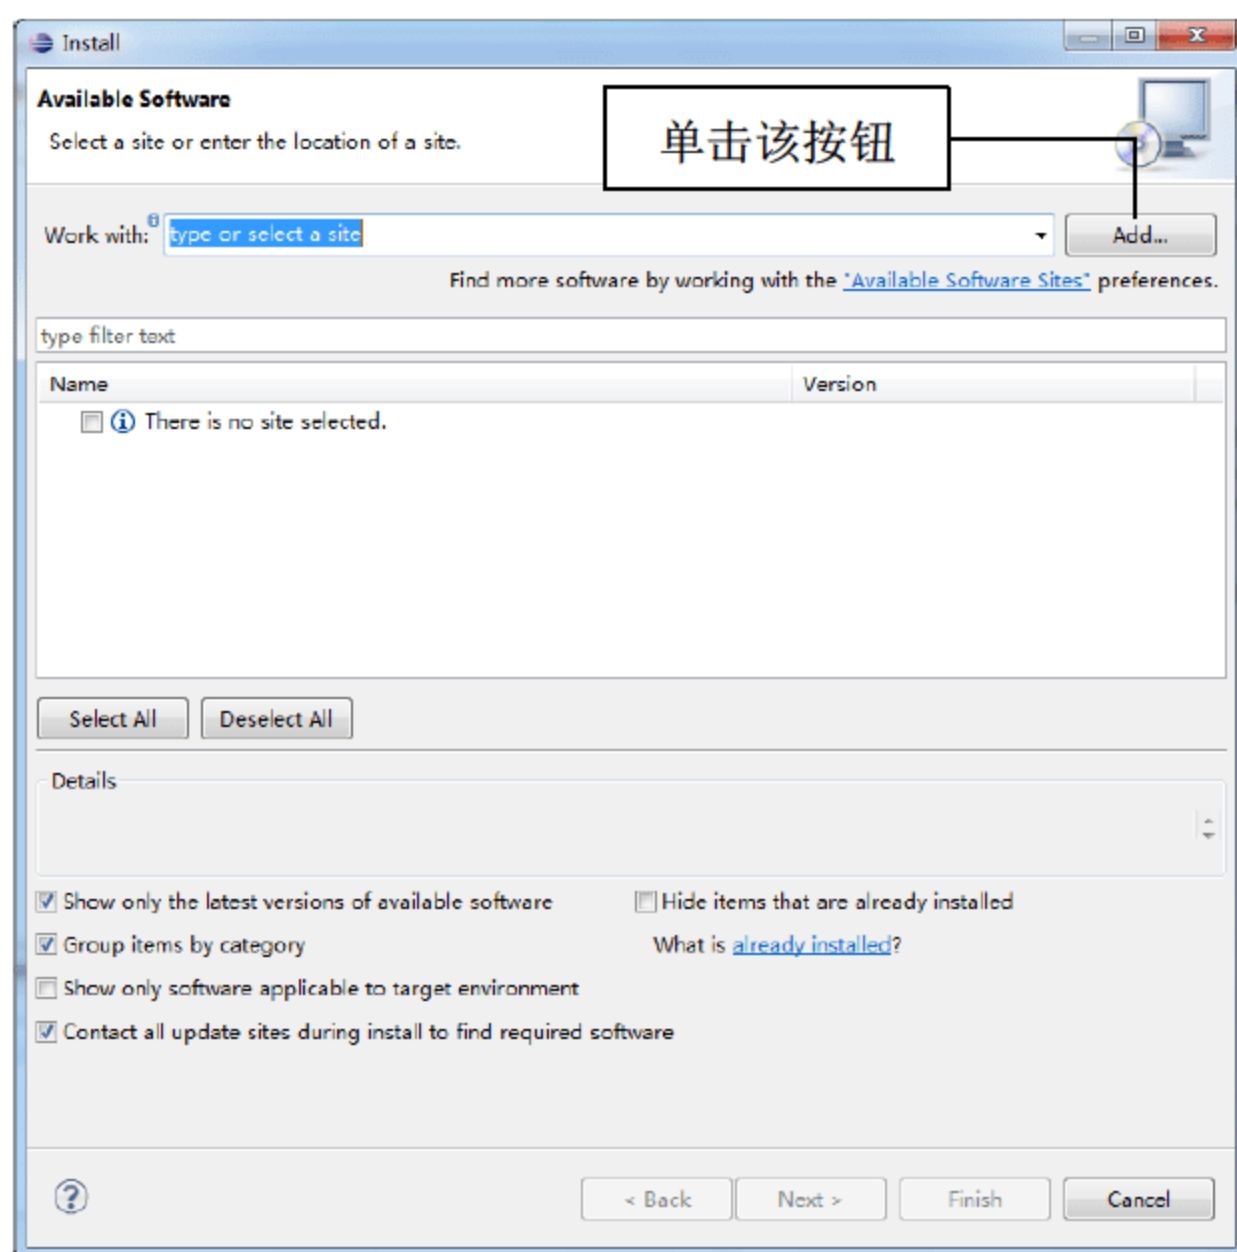 Install
Available Software
Select a site or enter the location of a site.
单击该按钮
Work with: type or select a site Add...
Find more software by working with the "Available Software Sites" preferences.
type filter text
Name Version
There is no site selected.
Select All Deselect All
Details
Show only the latest versions of available software Hide items that are already installed
Group items by category What is already installed?
Show only software applicable to target environment
Contact all update sites during install to find required software
? < Back Next > Finish Cancel